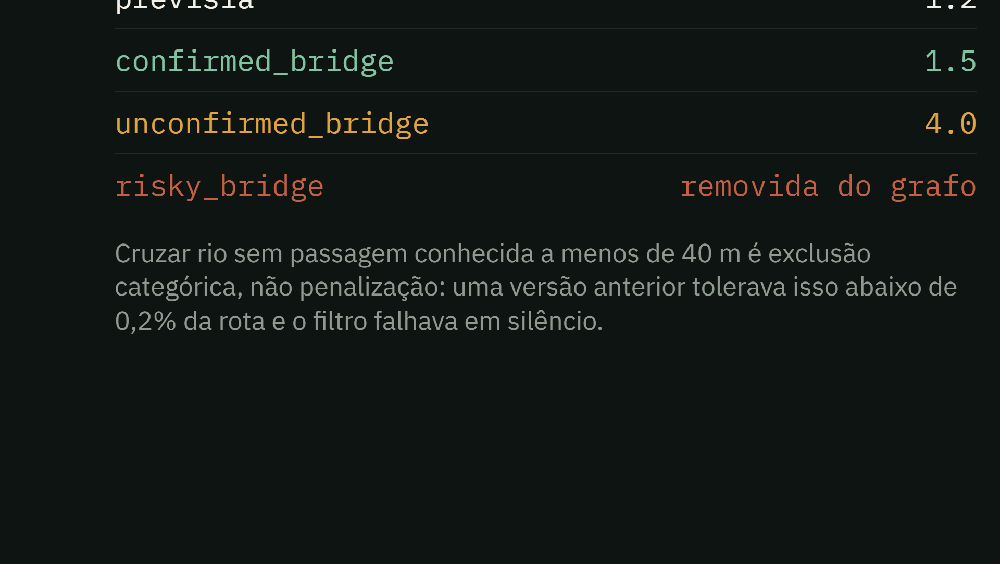 prevista 1.2
confirmed_bridge 1.5
unconfirmed_bridge 4.0
risky_bridge removida do grafo
Cruzar rio sem passagem conhecida a menos de 40 m é exclusão
categórica, não penalização: uma versão anterior tolerava isso abaixo de
0,2% da rota e o filtro falhava em silêncio.